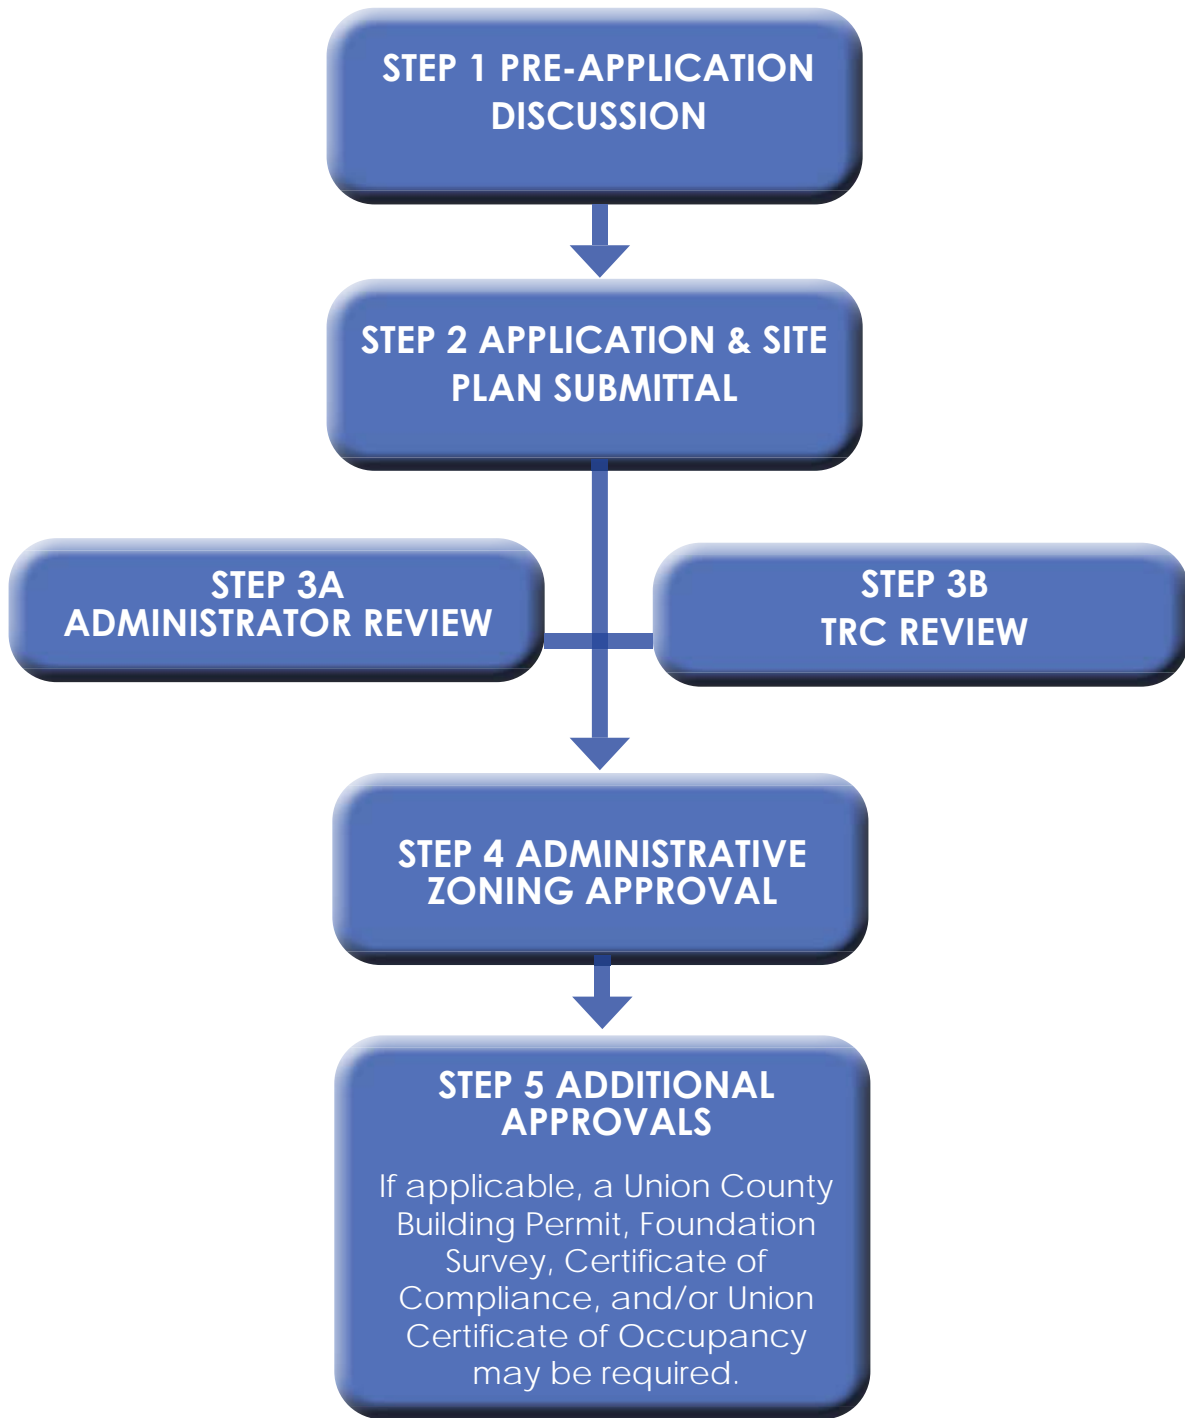 STEP 1 PRE-APPLICATION
DISCUSSION
STEP 2 APPLICATION & SITE
PLAN SUBMITTAL
STEP 3A
ADMINISTRATOR REVIEW
STEP 3B
TRC REVIEW
STEP 4 ADMINISTRATIVE
ZONING APPROVAL
STEP 5 ADDITIONAL
APPROVALS
If applicable, a Union County
Building Permit, Foundation
Survey, Certificate of
Compliance, and/or Union
Certificate of Occupancy
may be required.